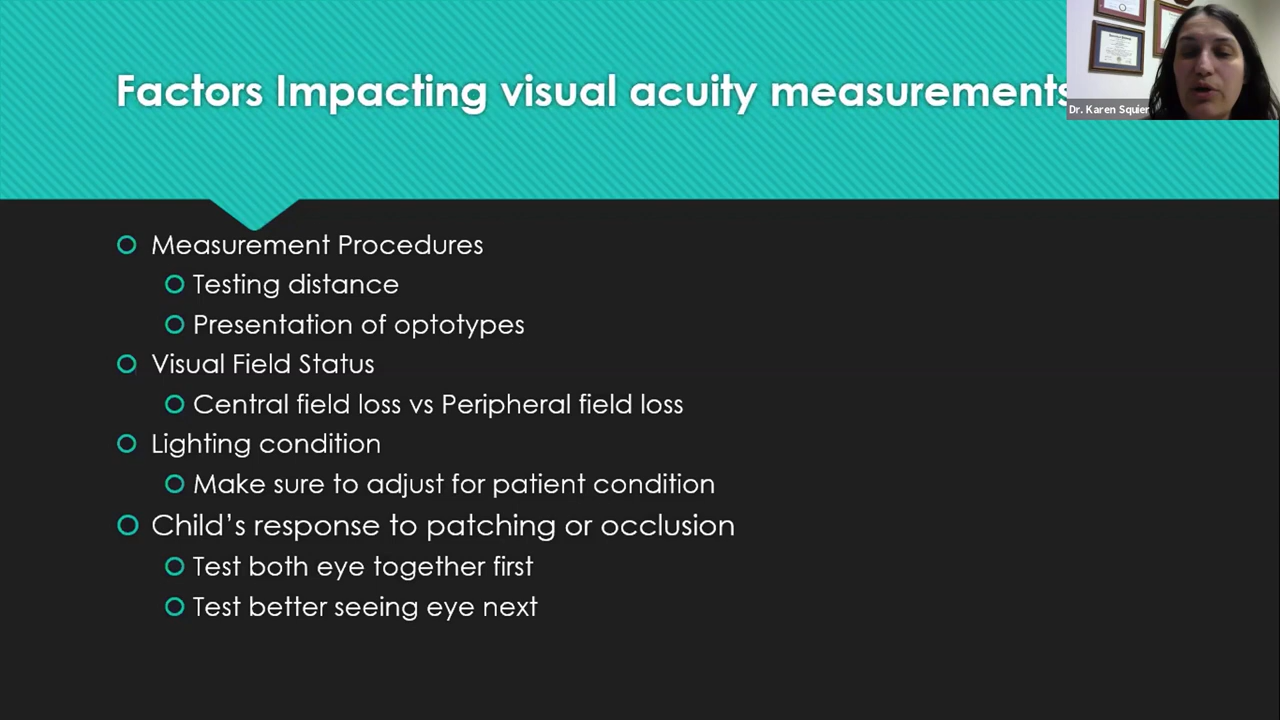 Factors Impacting visual acuity measurements
Dr. Karen Squier
Measurement Procedures
Testing distance
Presentation of optotypes
Visual Field Status
Central field loss vs Peripheral field loss
Lighting condition
Make sure to adjust for patient condition
Child's response to patching or occlusion
Test both eye together first
Test better seeing eye next